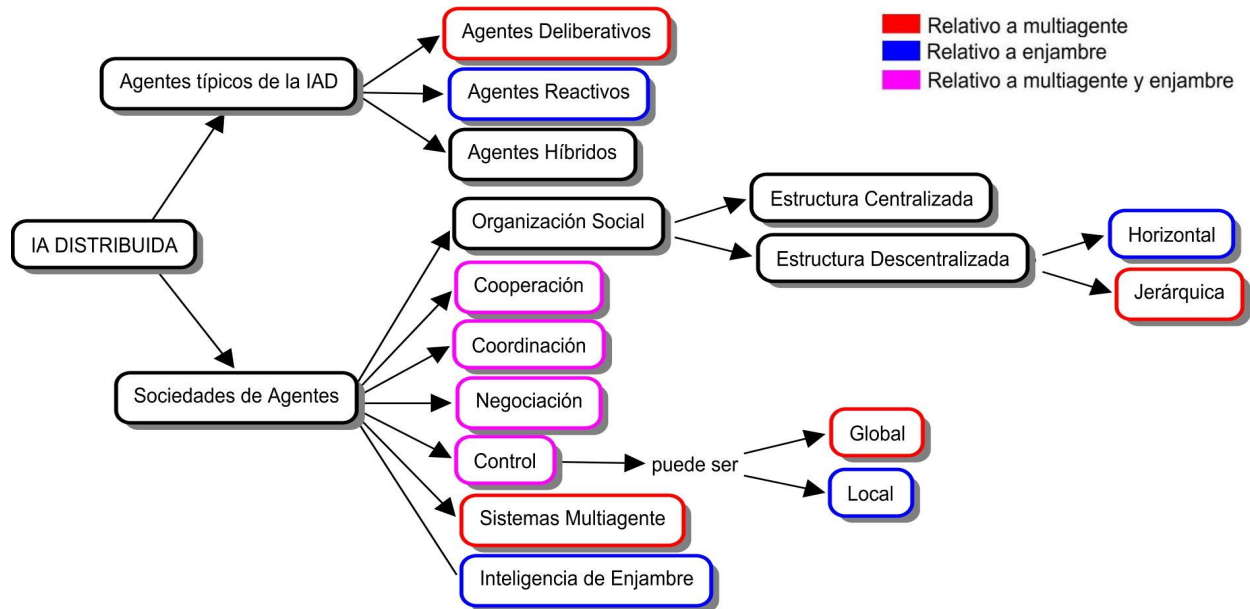 Agentes Deliberativos
Relativo a multiagente
Relativo a enjambre
Relativo a multiagente y enjambre
Agentes típicos de la IAD
Agentes Reactivos
Agentes Híbridos
IA DISTRIBUIDA
Organización Social
Estructura Centralizada
Estructura Descentralizada
Horizontal
Jerárquica
Cooperación
Coordinación
Sociedades de Agentes
Negociación
Control
puede ser
Global
Local
Sistemas Multiagente
Inteligencia de Enjambre